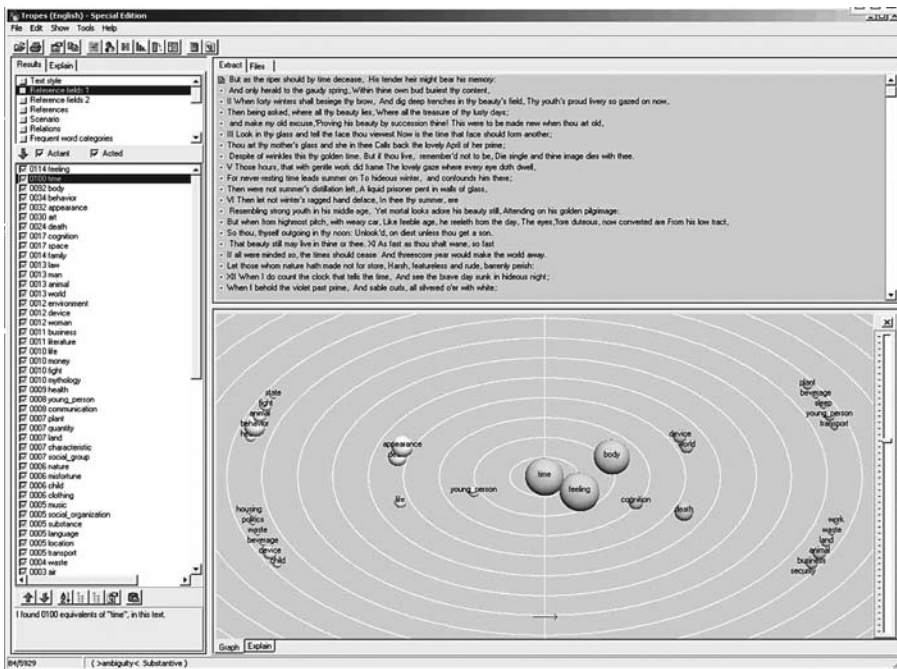 Tropes (English) - Special Edition
File Edit Show Tools Help
Results Explain
Text style
Reference fields 1
Reference fields 2
References
Scenario
Relations
Frequent word categories
Actant Acted
0114 feeling
0100 time
0092 body
0034 behavior
0032 appearance
0030 art
0024 death
0017 cognition
0017 space
0014 family
0013 law
0013 man
0013 animal
0013 world
0012 environment
0012 device
0012 woman
0011 business
0011 literature
0010 life
0010 money
0010 fight
0010 mythology
0009 health
0008 young_person
0008 communication
0007 plant
0007 quantity
0007 land
0007 characteristic
0007 social_group
0006 nature
0006 misfortune
0006 child
0006 clothing
0005 music
0005 social_organization
0005 substance
0005 language
0005 location
0005 transport
0004 waste
0003 air
I found 0100 equivalents of "time", in this text.
Extract Files
But as the riper should by time decease, His tender heir might bear his memory:
And only herald to the gaudy spring, Within thine own bud buriest thy content,
II When forty winters shall besiege thy brow, And dig deep trenches in thy beauty's field, Thy youth's proud livery so gazed on now,
Then being asked, where all thy beauty lies, Where all the treasure of thy lusty days;
and make my old excuse,'Proving his beauty by succession thine! This were to be made new when thou art old,
III Look in thy glass and tell the face thou viewest Now is the time that face should form another;
Thou art thy mother's glass and she in thee Calls back the lovely April of her prime;
Despite of wrinkles this thy golden time. But if thou live, remember'd not to be, Die single and thine image dies with thee.
V Those hours, that with gentle work did frame The lovely gaze where every eye doth dwell,
For never-resting time leads summer on To hideous winter, and confounds him there;
Then were not summer's distillation left, A liquid prisoner pent in walls of glass,
VI Then let not winter's ragged hand deface, In thee thy summer, ere
Resembling strong youth in his middle age, Yet mortal looks adore his beauty still, Attending on his golden pilgrimage:
But when from highmost pitch, with weary car, Like feeble age, he reeleth from the day, The eyes,'fore duteous, now converted are From his low tract,
So thou, thyself outgoing in thy noon: Unlook'd, on diest unless thou get a son.
That beauty still may live in thine or thee. XI As fast as thou shalt wane, so fast
If all were minded so, the times should cease And threescore year would make the world away.
Let those whom nature hath made not for store, Harsh, featureless and rude, barrenly perish:
XII When I do count the clock that tells the time, And see the brave day sunk in hideous night;
When I behold the violet past prime, And sable curls, all silvered o'er with white;
state
fight
animal
behavior
appearance
life
young_person
time
feeling
body
cognition
device
world
death
plant
beverage
sleep
young_person
transport
housing
politics
waste
beverage
device
child
work
waste
land
animal
business
security
Graph Explain
84/5929 ( >ambiguity< Substantive )